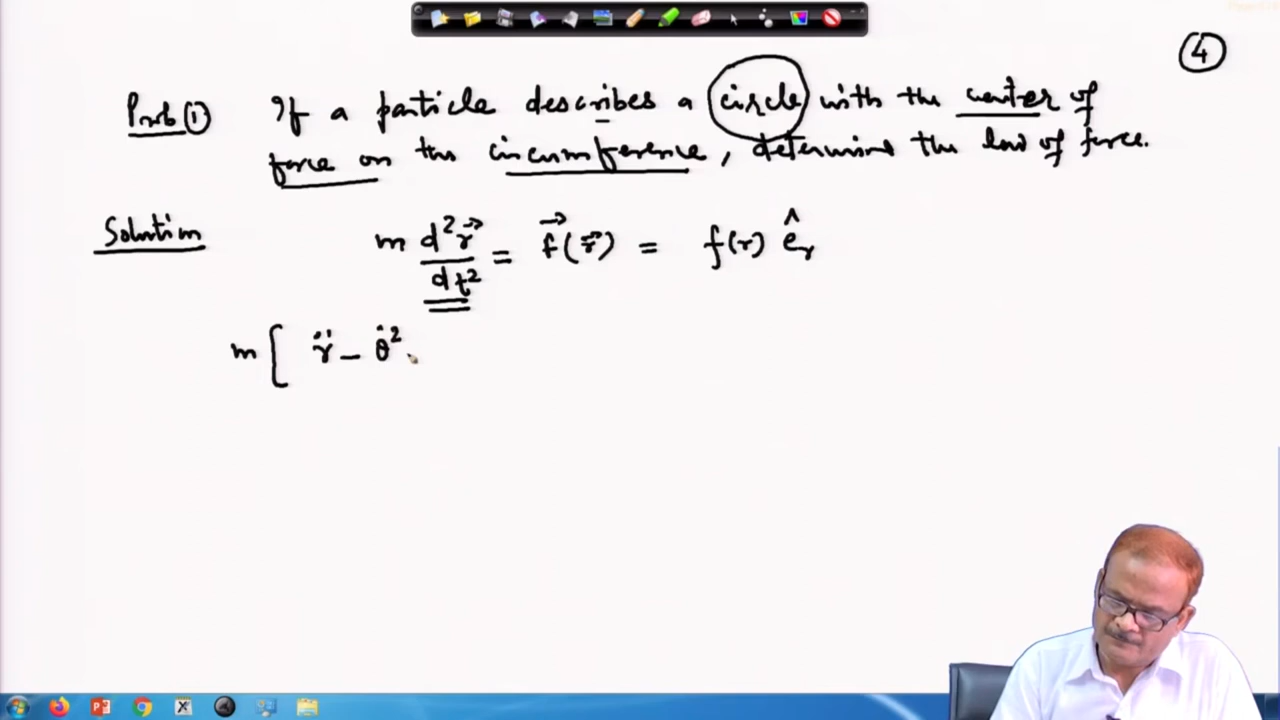 ④
Prob ① If a particle describes a circle with the center of
force on the circumference, determine the law of force.
Solution m d²r⃗/dt² = f⃗(r⃗) = f(r) ê_r
m [ r̈ − θ̇²